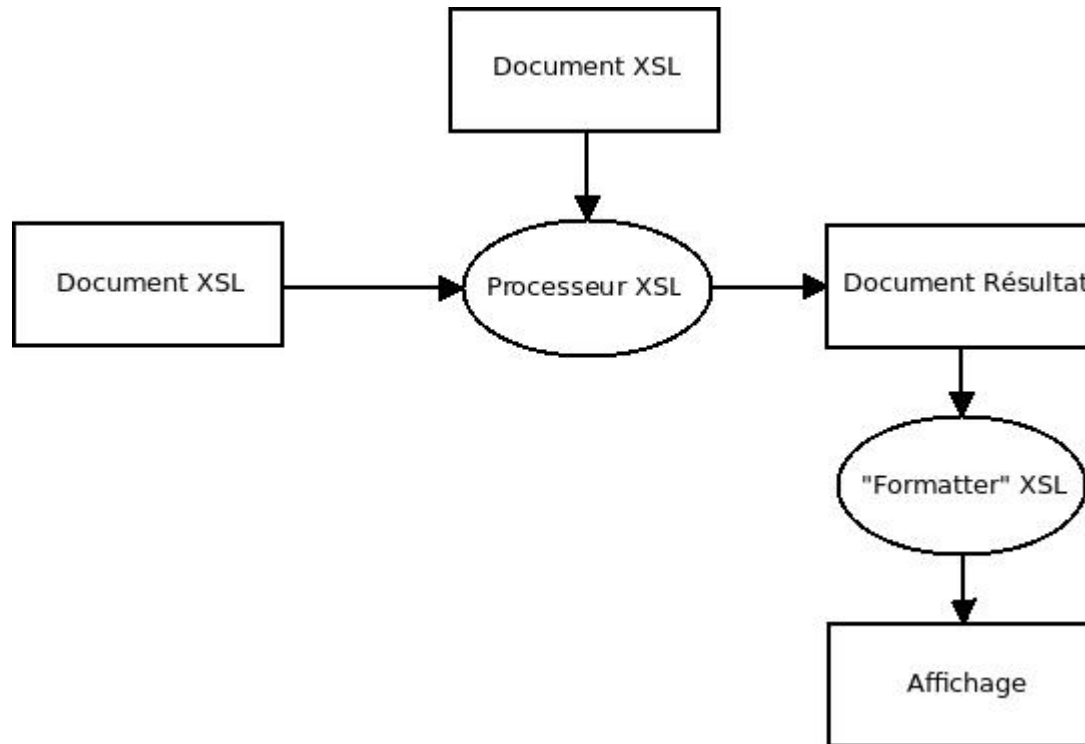 Document XSL
Document XSL
Processeur XSL
Document Résultat
"Formatter" XSL
Affichage